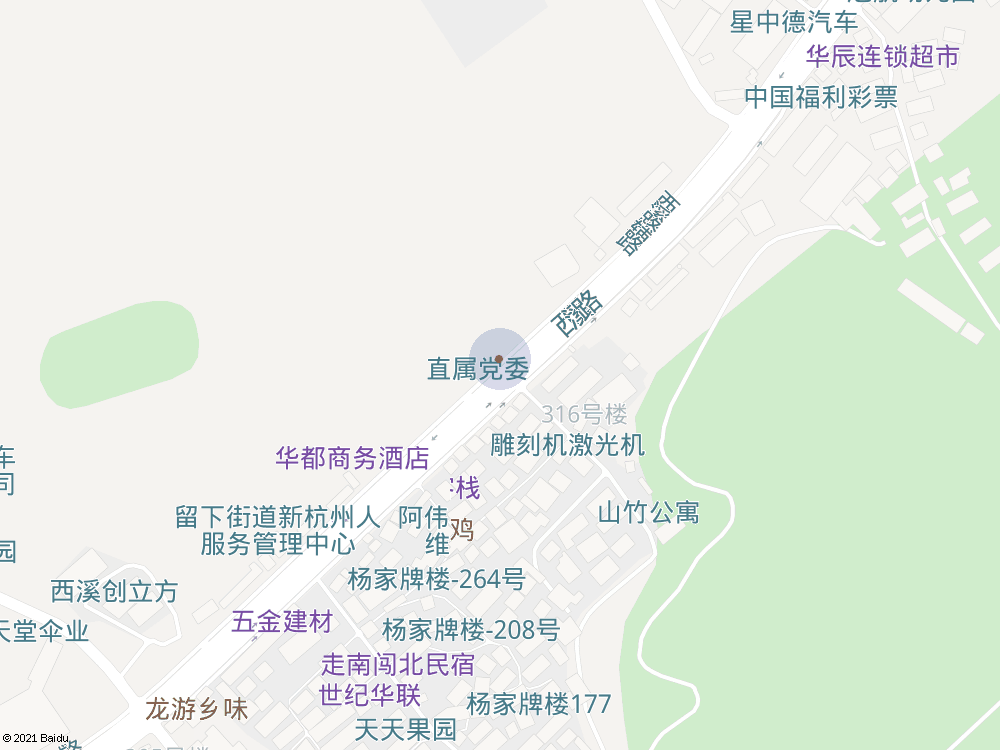 星中德汽车
华辰连锁超市
中国福利彩票
西溪路
直属党委
316号楼
雕刻机激光机
华都商务酒店
栈
车
司
山竹公寓
留下街道新杭州人
服务管理中心
阿伟
鸡
维
园
杨家牌楼-264号
西溪创立方
五金建材
天堂伞业
杨家牌楼-208号
走南闯北民宿
世纪华联
杨家牌楼177
龙游乡味
天天果园
© 2021 Baidu